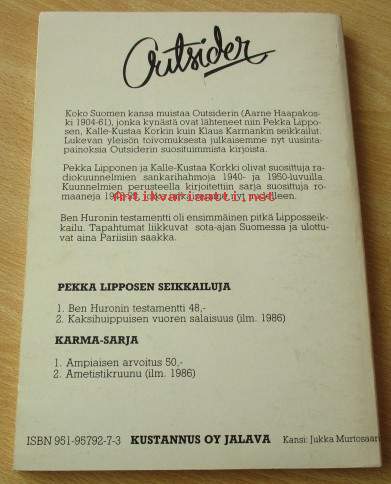 Outsider
Koko Suomen kansa muistaa Outsiderin (Aarne Haapakos-
ki 1904-61), jonka kynästä ovat lähteneet niin Pekka Lippo-
sen, Kalle-Kustaa Korkin kuin Klaus Karmankin seikkailut.
Lukevan yleisön toivomuksesta julkaisemme nyt uusinta-
painoksia Outsiderin suosituimmista kirjoista.
Pekka Lipponen ja Kalle-Kustaa Korkki olivat suosittuja ra-
diokuunnelmien sankarihahmoja 1940- ja 1950-luvuilla.
Kuunnelmien perusteella kirjoitettiin sarja suosittuja ro-
maaneja
Antikvariaatti.net
Ben Huronin testamentti oli ensimmäinen pitkä Lipposseik-
kailu. Tapahtumat liikkuvat sota-ajan Suomessa ja ulottu-
vat aina Pariisiin saakka.
PEKKA LIPPOSEN SEIKKAILUJA
1. Ben Huronin testamentti 48,-
2. Kaksihuippuisen vuoren salaisuus (ilm. 1986)
KARMA-SARJA
1. Ampiaisen arvoitus 50,-
2. Ametistikruunu (ilm. 1986)
ISBN 951-95792-7-3 KUSTANNUS OY JALAVA Kansi: Jukka Murtosaari